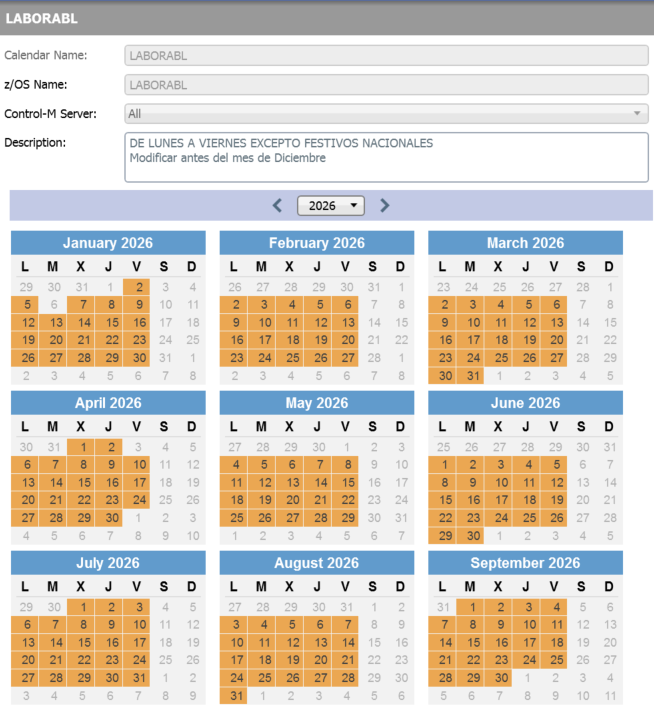 LABORABL
Calendar Name: LABORABL
z/OS Name: LABORABL
Control-M Server: All
Description: DE LUNES A VIERNES EXCEPTO FESTIVOS NACIONALES
Modificar antes del mes de Diciembre
2026
January 2026
L M X J V S D
29 30 31 1 2 3 4
5 6 7 8 9 10 11
12 13 14 15 16 17 18
19 20 21 22 23 24 25
26 27 28 29 30 31 1
2 3 4 5 6 7 8
February 2026
L M X J V S D
26 27 28 29 30 31 1
2 3 4 5 6 7 8
9 10 11 12 13 14 15
16 17 18 19 20 21 22
23 24 25 26 27 28 1
2 3 4 5 6 7 8
March 2026
L M X J V S D
23 24 25 26 27 28 1
2 3 4 5 6 7 8
9 10 11 12 13 14 15
16 17 18 19 20 21 22
23 24 25 26 27 28 29
30 31 1 2 3 4 5
April 2026
L M X J V S D
30 31 1 2 3 4 5
6 7 8 9 10 11 12
13 14 15 16 17 18 19
20 21 22 23 24 25 26
27 28 29 30 1 2 3
4 5 6 7 8 9 10
May 2026
L M X J V S D
27 28 29 30 1 2 3
4 5 6 7 8 9 10
11 12 13 14 15 16 17
18 19 20 21 22 23 24
25 26 27 28 29 30 31
1 2 3 4 5 6 7
June 2026
L M X J V S D
25 26 27 28 29 30 31
1 2 3 4 5 6 7
8 9 10 11 12 13 14
15 16 17 18 19 20 21
22 23 24 25 26 27 28
29 30 1 2 3 4 5
July 2026
L M X J V S D
29 30 1 2 3 4 5
6 7 8 9 10 11 12
13 14 15 16 17 18 19
20 21 22 23 24 25 26
27 28 29 30 31 1 2
3 4 5 6 7 8 9
August 2026
L M X J V S D
27 28 29 30 31 1 2
3 4 5 6 7 8 9
10 11 12 13 14 15 16
17 18 19 20 21 22 23
24 25 26 27 28 29 30
31 1 2 3 4 5 6
September 2026
L M X J V S D
31 1 2 3 4 5 6
7 8 9 10 11 12 13
14 15 16 17 18 19 20
21 22 23 24 25 26 27
28 29 30 1 2 3 4
5 6 7 8 9 10 11